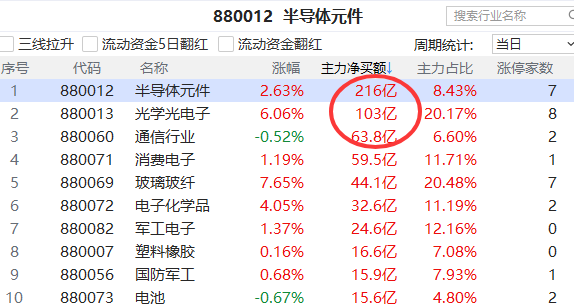 880012 半导体元件
搜索行业名称
三线拉升 流动资金5日翻红 流动资金翻红 周期统计: 当日
序号 代码 名称 涨幅 主力净买额↓ 主力占比 涨停家数
1 880012 半导体元件 2.63% 216亿 8.43% 7
2 880013 光学光电子 6.06% 103亿 20.17% 8
3 880060 通信行业 -0.52% 63.8亿 6.60% 2
4 880071 消费电子 1.19% 59.5亿 11.71% 1
5 880069 玻璃玻纤 7.65% 44.1亿 20.48% 7
6 880072 电子化学品 4.05% 32.6亿 11.19% 2
7 880082 军工电子 1.37% 24.6亿 12.16% 0
8 880007 塑料橡胶 0.16% 16.6亿 7.08% 0
9 880056 国防军工 0.68% 15.9亿 7.93% 1
10 880073 电池 -0.67% 15.6亿 4.80% 2